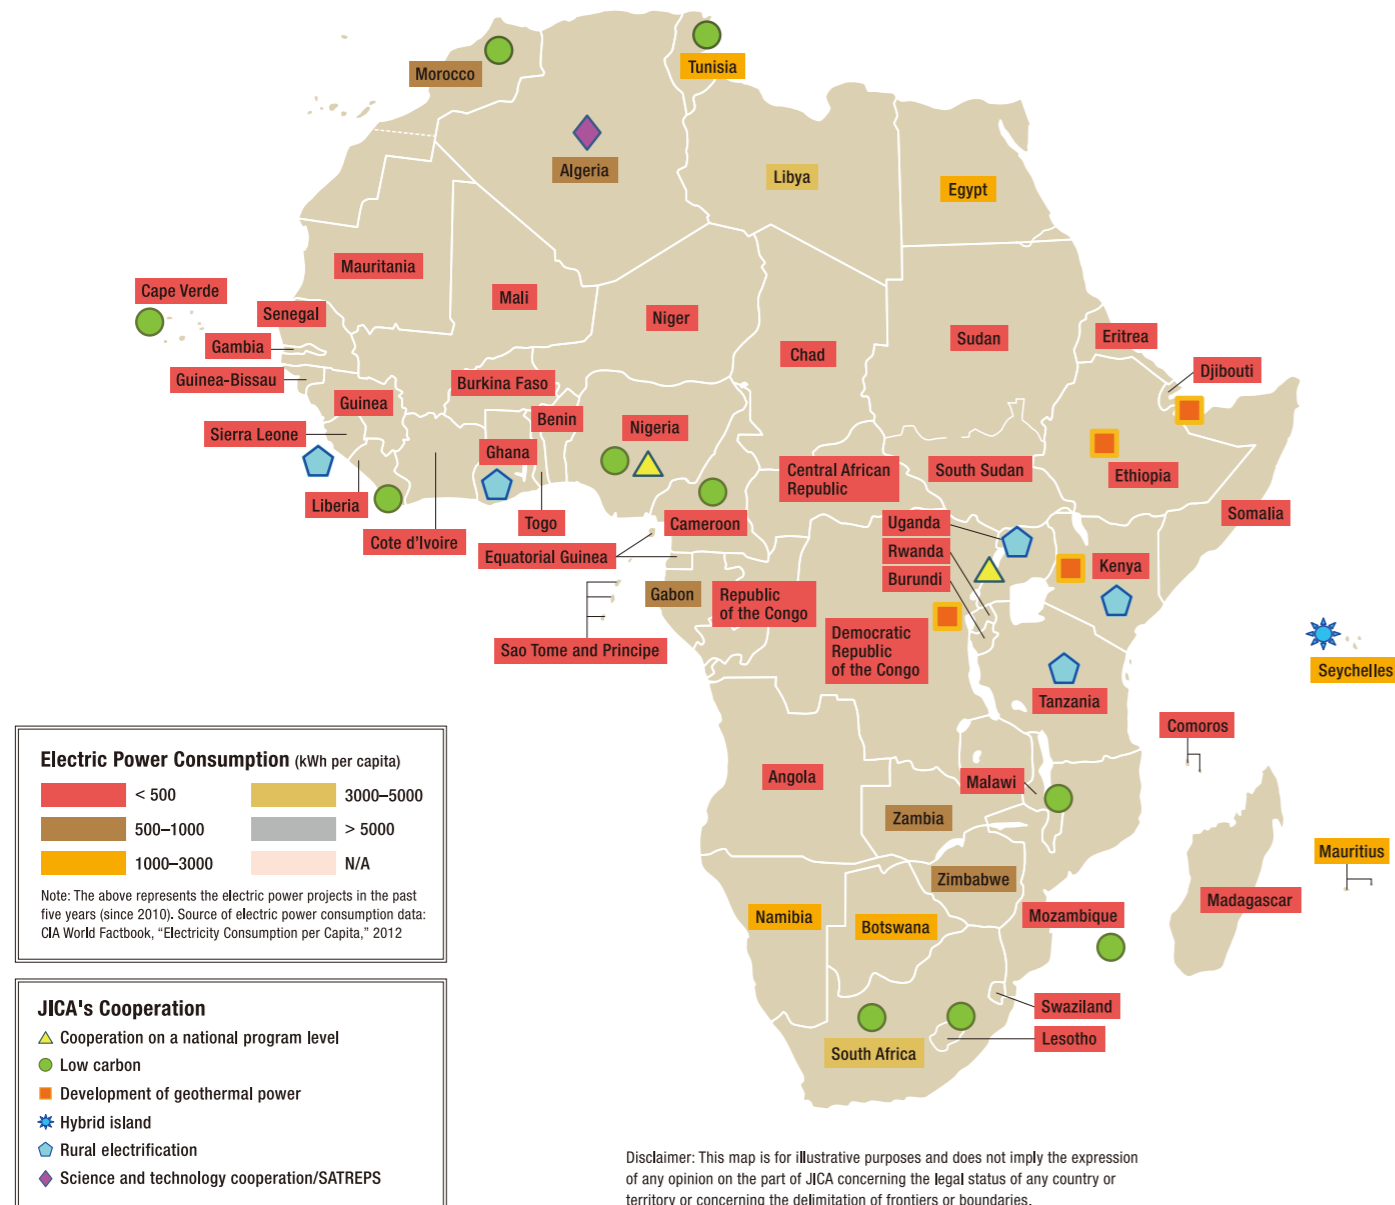 Morocco
Tunisia
Algeria
Libya
Egypt
Mauritania
Mali
Niger
Chad
Sudan
Eritrea
Djibouti
Cape Verde
Senegal
Gambia
Guinea-Bissau
Guinea
Sierra Leone
Liberia
Cote d'Ivoire
Burkina Faso
Benin
Ghana
Togo
Nigeria
Cameroon
Equatorial Guinea
Central African
Republic
South Sudan
Ethiopia
Somalia
Uganda
Rwanda
Burundi
Kenya
Gabon
Republic
of the Congo
Sao Tome and Principe
Democratic
Republic
of the Congo
Tanzania
Seychelles
Comoros
Angola
Malawi
Zambia
Zimbabwe
Mauritius
Madagascar
Mozambique
Namibia
Botswana
Swaziland
Lesotho
South Africa
Electric Power Consumption (kWh per capita)
< 500
3000–5000
500–1000
> 5000
1000–3000
N/A
Note: The above represents the electric power projects in the past
five years (since 2010). Source of electric power consumption data:
CIA World Factbook, “Electricity Consumption per Capita,” 2012
JICA's Cooperation
Cooperation on a national program level
Low carbon
Development of geothermal power
Hybrid island
Rural electrification
Science and technology cooperation/SATREPS
Disclaimer: This map is for illustrative purposes and does not imply the expression
of any opinion on the part of JICA concerning the legal status of any country or
territory or concerning the delimitation of frontiers or boundaries.